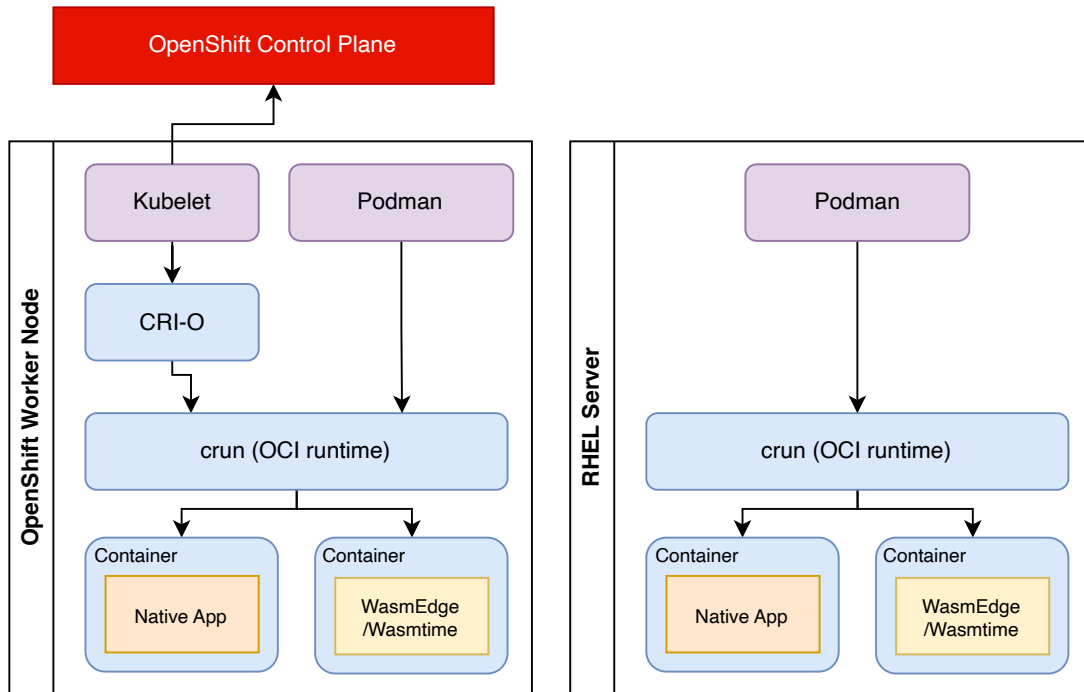 OpenShift Control Plane
OpenShift Worker Node
Kubelet
Podman
CRI-O
crun (OCI runtime)
Container
Native App
Container
WasmEdge
/Wasmtime
RHEL Server
Podman
crun (OCI runtime)
Container
Native App
Container
WasmEdge
/Wasmtime